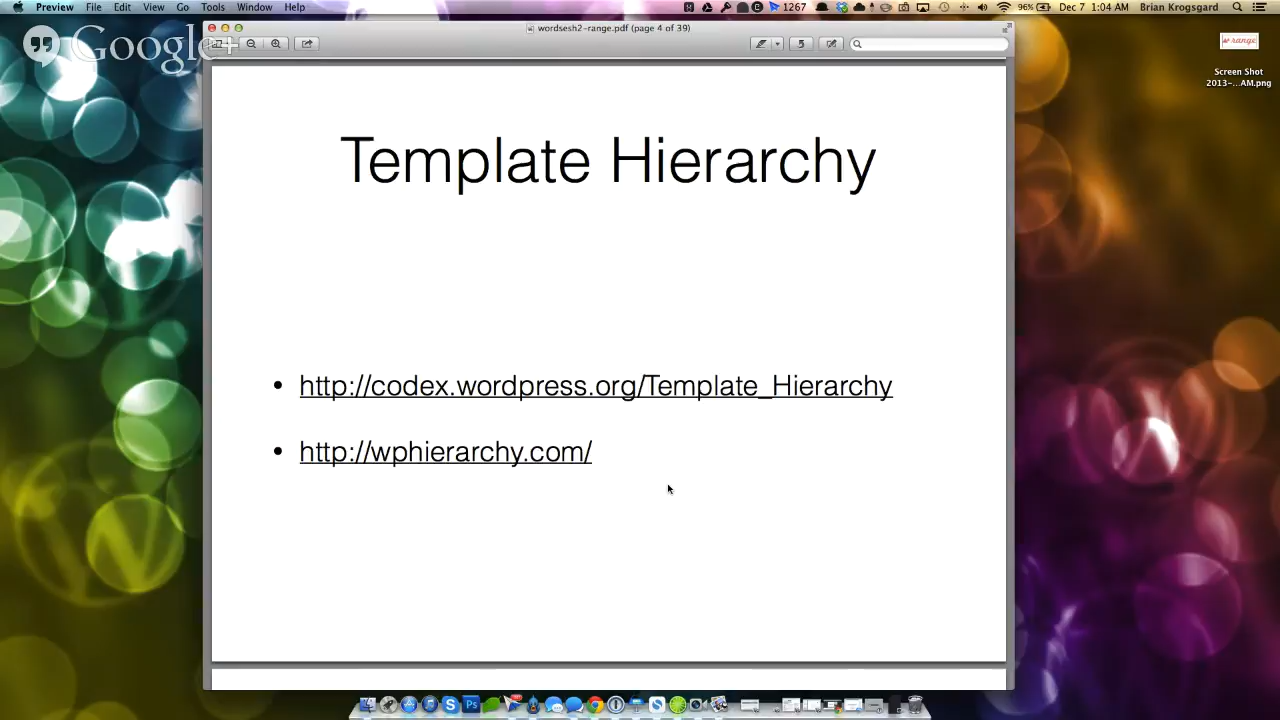 Preview File Edit View Go Tools Window Help
1267 96% Dec 7 1:04 AM Brian Krogsgard
Google+
wordsesh2-range.pdf (page 4 of 39)
range
Screen Shot
2013-...AM.png
Template Hierarchy
• http://codex.wordpress.org/Template_Hierarchy
• http://wphierarchy.com/